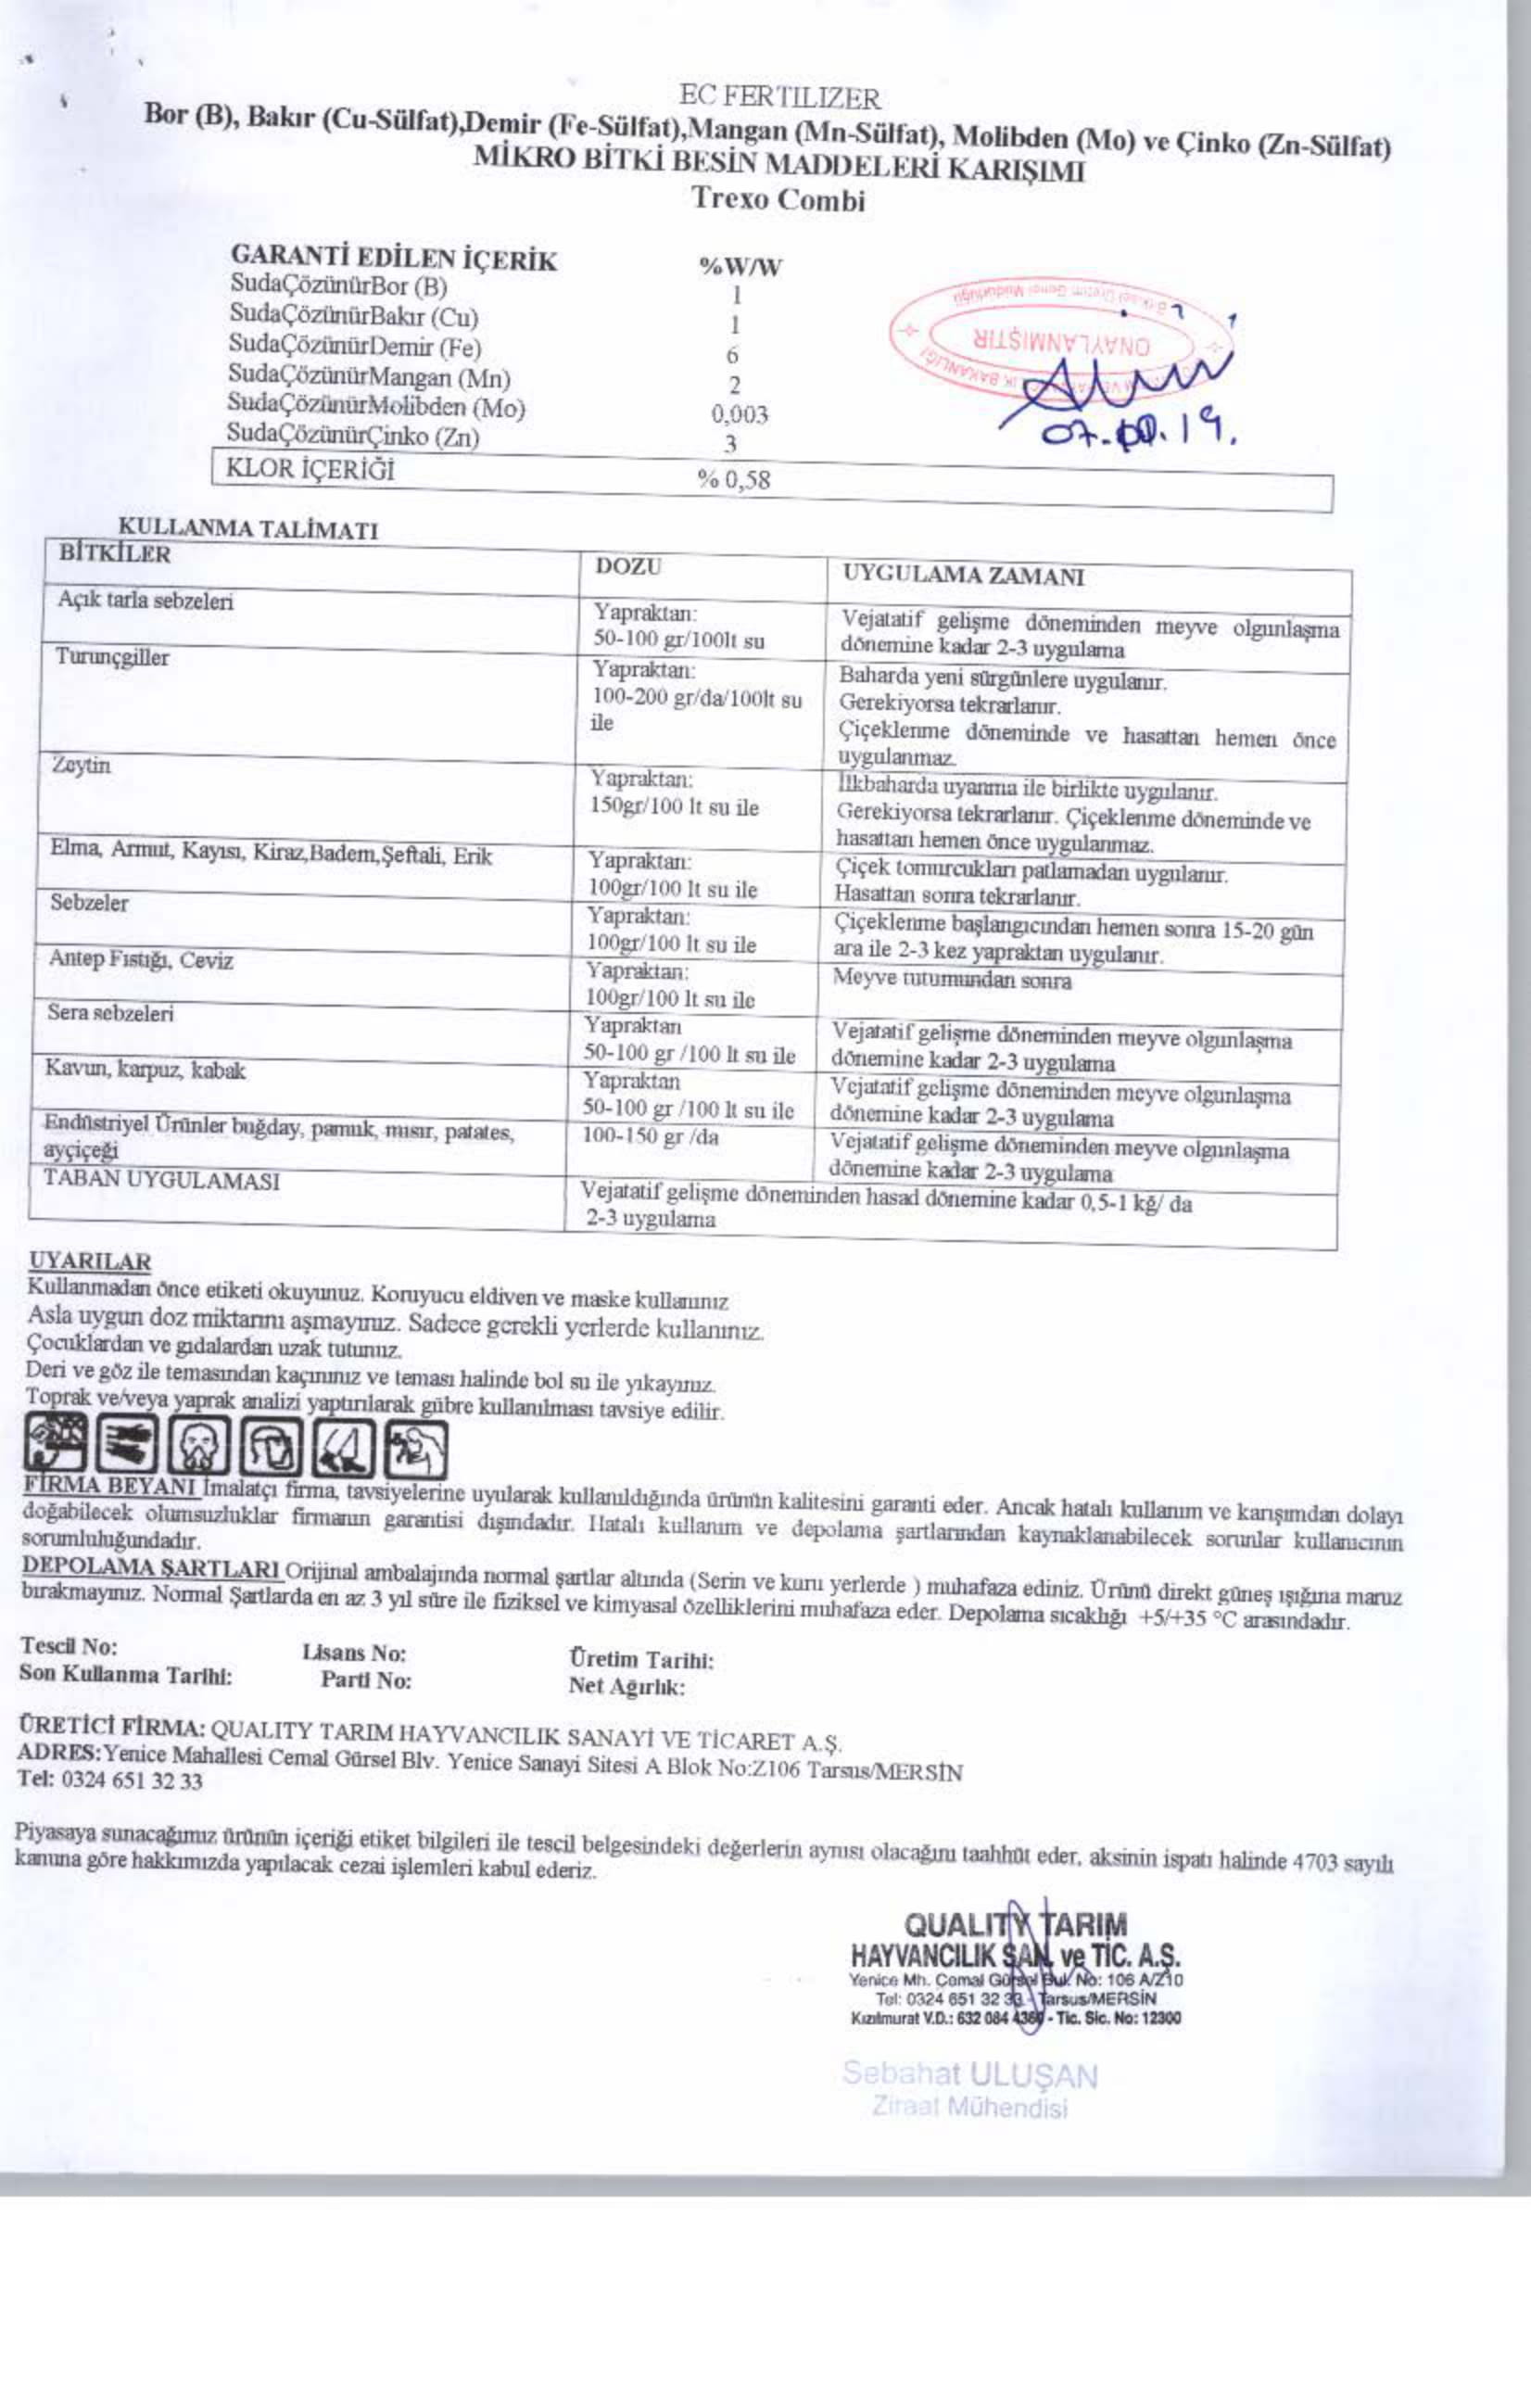 EC FERTILIZER
Bor (B), Bakır (Cu-Sülfat),Demir (Fe-Sülfat),Mangan (Mn-Sülfat), Molibden (Mo) ve Çinko (Zn-Sülfat)
MİKRO BİTKİ BESİN MADDELERİ KARIŞIMI
Trexo Combi
GARANTİ EDİLEN İÇERİK %W/W
SudaÇözünürBor (B) 1
SudaÇözünürBakır (Cu) 1
SudaÇözünürDemir (Fe) 6
SudaÇözünürMangan (Mn) 2
SudaÇözünürMolibden (Mo) 0,003
SudaÇözünürÇinko (Zn) 3
KLOR İÇERİĞİ % 0,58
Bitkisel Üretim Genel Müdürlüğü
ONAYLANMIŞTIR
BAKANLIĞI
KULLANMA TALİMATI
BİTKİLER DOZU UYGULAMA ZAMANI
Açık tarla sebzeleri Yapraktan: Vejatatif gelişme döneminden meyve olgunlaşma
50-100 gr/100lt su dönemine kadar 2-3 uygulama
Turunçgiller Yapraktan: Baharda yeni sürgünlere uygulanır.
100-200 gr/da/100lt su Gerekiyorsa tekrarlanır.
ile Çiçeklenme döneminde ve hasattan hemen önce
uygulanmaz.
Zeytin Yapraktan: İlkbaharda uyanma ile birlikte uygulanır.
150gr/100 lt su ile Gerekiyorsa tekrarlanır. Çiçeklenme döneminde ve
hasattan hemen önce uygulanmaz.
Elma, Armut, Kayısı, Kiraz,Badem,Şeftali, Erik Yapraktan: Çiçek tomurcukları patlamadan uygulanır.
100gr/100 lt su ile Hasattan sonra tekrarlanır.
Sebzeler Yapraktan: Çiçeklenme başlangıcından hemen sonra 15-20 gün
100gr/100 lt su ile ara ile 2-3 kez yapraktan uygulanır.
Antep Fıstığı, Ceviz Yapraktan: Meyve tutumundan sonra
100gr/100 lt su ile
Sera sebzeleri Yapraktan Vejatatif gelişme döneminden meyve olgunlaşma
50-100 gr /100 lt su ile dönemine kadar 2-3 uygulama
Kavun, karpuz, kabak Yapraktan Vejatatif gelişme döneminden meyve olgunlaşma
50-100 gr /100 lt su ile dönemine kadar 2-3 uygulama
Endüstriyel Ürünler buğday, pamuk, mısır, patates, 100-150 gr /da Vejatatif gelişme döneminden meyve olgunlaşma
ayçiçeği dönemine kadar 2-3 uygulama
TABAN UYGULAMASI Vejatatif gelişme döneminden hasad dönemine kadar 0,5-1 kğ/ da
2-3 uygulama
UYARILAR
Kullanmadan önce etiketi okuyunuz. Koruyucu eldiven ve maske kullanınız
Asla uygun doz miktarını aşmayınız. Sadece gerekli yerlerde kullanınız.
Çocuklardan ve gıdalardan uzak tutunuz.
Deri ve göz ile temasından kaçınınız ve teması halinde bol su ile yıkayınız.
Toprak ve/veya yaprak analizi yaptırılarak gübre kullanılması tavsiye edilir.
FİRMA BEYANI İmalatçı firma, tavsiyelerine uyularak kullanıldığında ürünün kalitesini garanti eder. Ancak hatalı kullanım ve karışımdan dolayı
doğabilecek olumsuzluklar firmanın garantisi dışındadır. Hatalı kullanım ve depolama şartlarından kaynaklanabilecek sorunlar kullanıcının
sorumluluğundadır.
DEPOLAMA ŞARTLARI Orijinal ambalajında normal şartlar altında (Serin ve kuru yerlerde ) muhafaza ediniz. Ürünü direkt güneş ışığına maruz
bırakmayınız. Normal Şartlarda en az 3 yıl süre ile fiziksel ve kimyasal özelliklerini muhafaza eder. Depolama sıcaklığı +5/+35 °C arasındadır.
Tescil No: Lisans No: Üretim Tarihi:
Son Kullanma Tarihi: Parti No: Net Ağırlık:
ÜRETİCİ FİRMA: QUALITY TARIM HAYVANCILIK SANAYİ VE TİCARET A.Ş.
ADRES:Yenice Mahallesi Cemal Gürsel Blv. Yenice Sanayi Sitesi A Blok No:Z106 Tarsus/MERSİN
Tel: 0324 651 32 33
Piyasaya sunacağımız ürünün içeriği etiket bilgileri ile tescil belgesindeki değerlerin aynısı olacağını taahhüt eder, aksinin ispatı halinde 4703 sayılı
kanuna göre hakkımızda yapılacak cezai işlemleri kabul ederiz.
QUALITY TARIM
HAYVANCILIK SAN. ve TİC. A.Ş.
Yenice Mh. Cemal Gürsel Bul. No: 106 A/Z10
Tel: 0324 651 32 33 - Tarsus/MERSİN
Kızılmurat V.D.: 632 084 4360 - Tic. Sic. No: 12300
Sebahat ULUŞAN
Ziraat Mühendisi